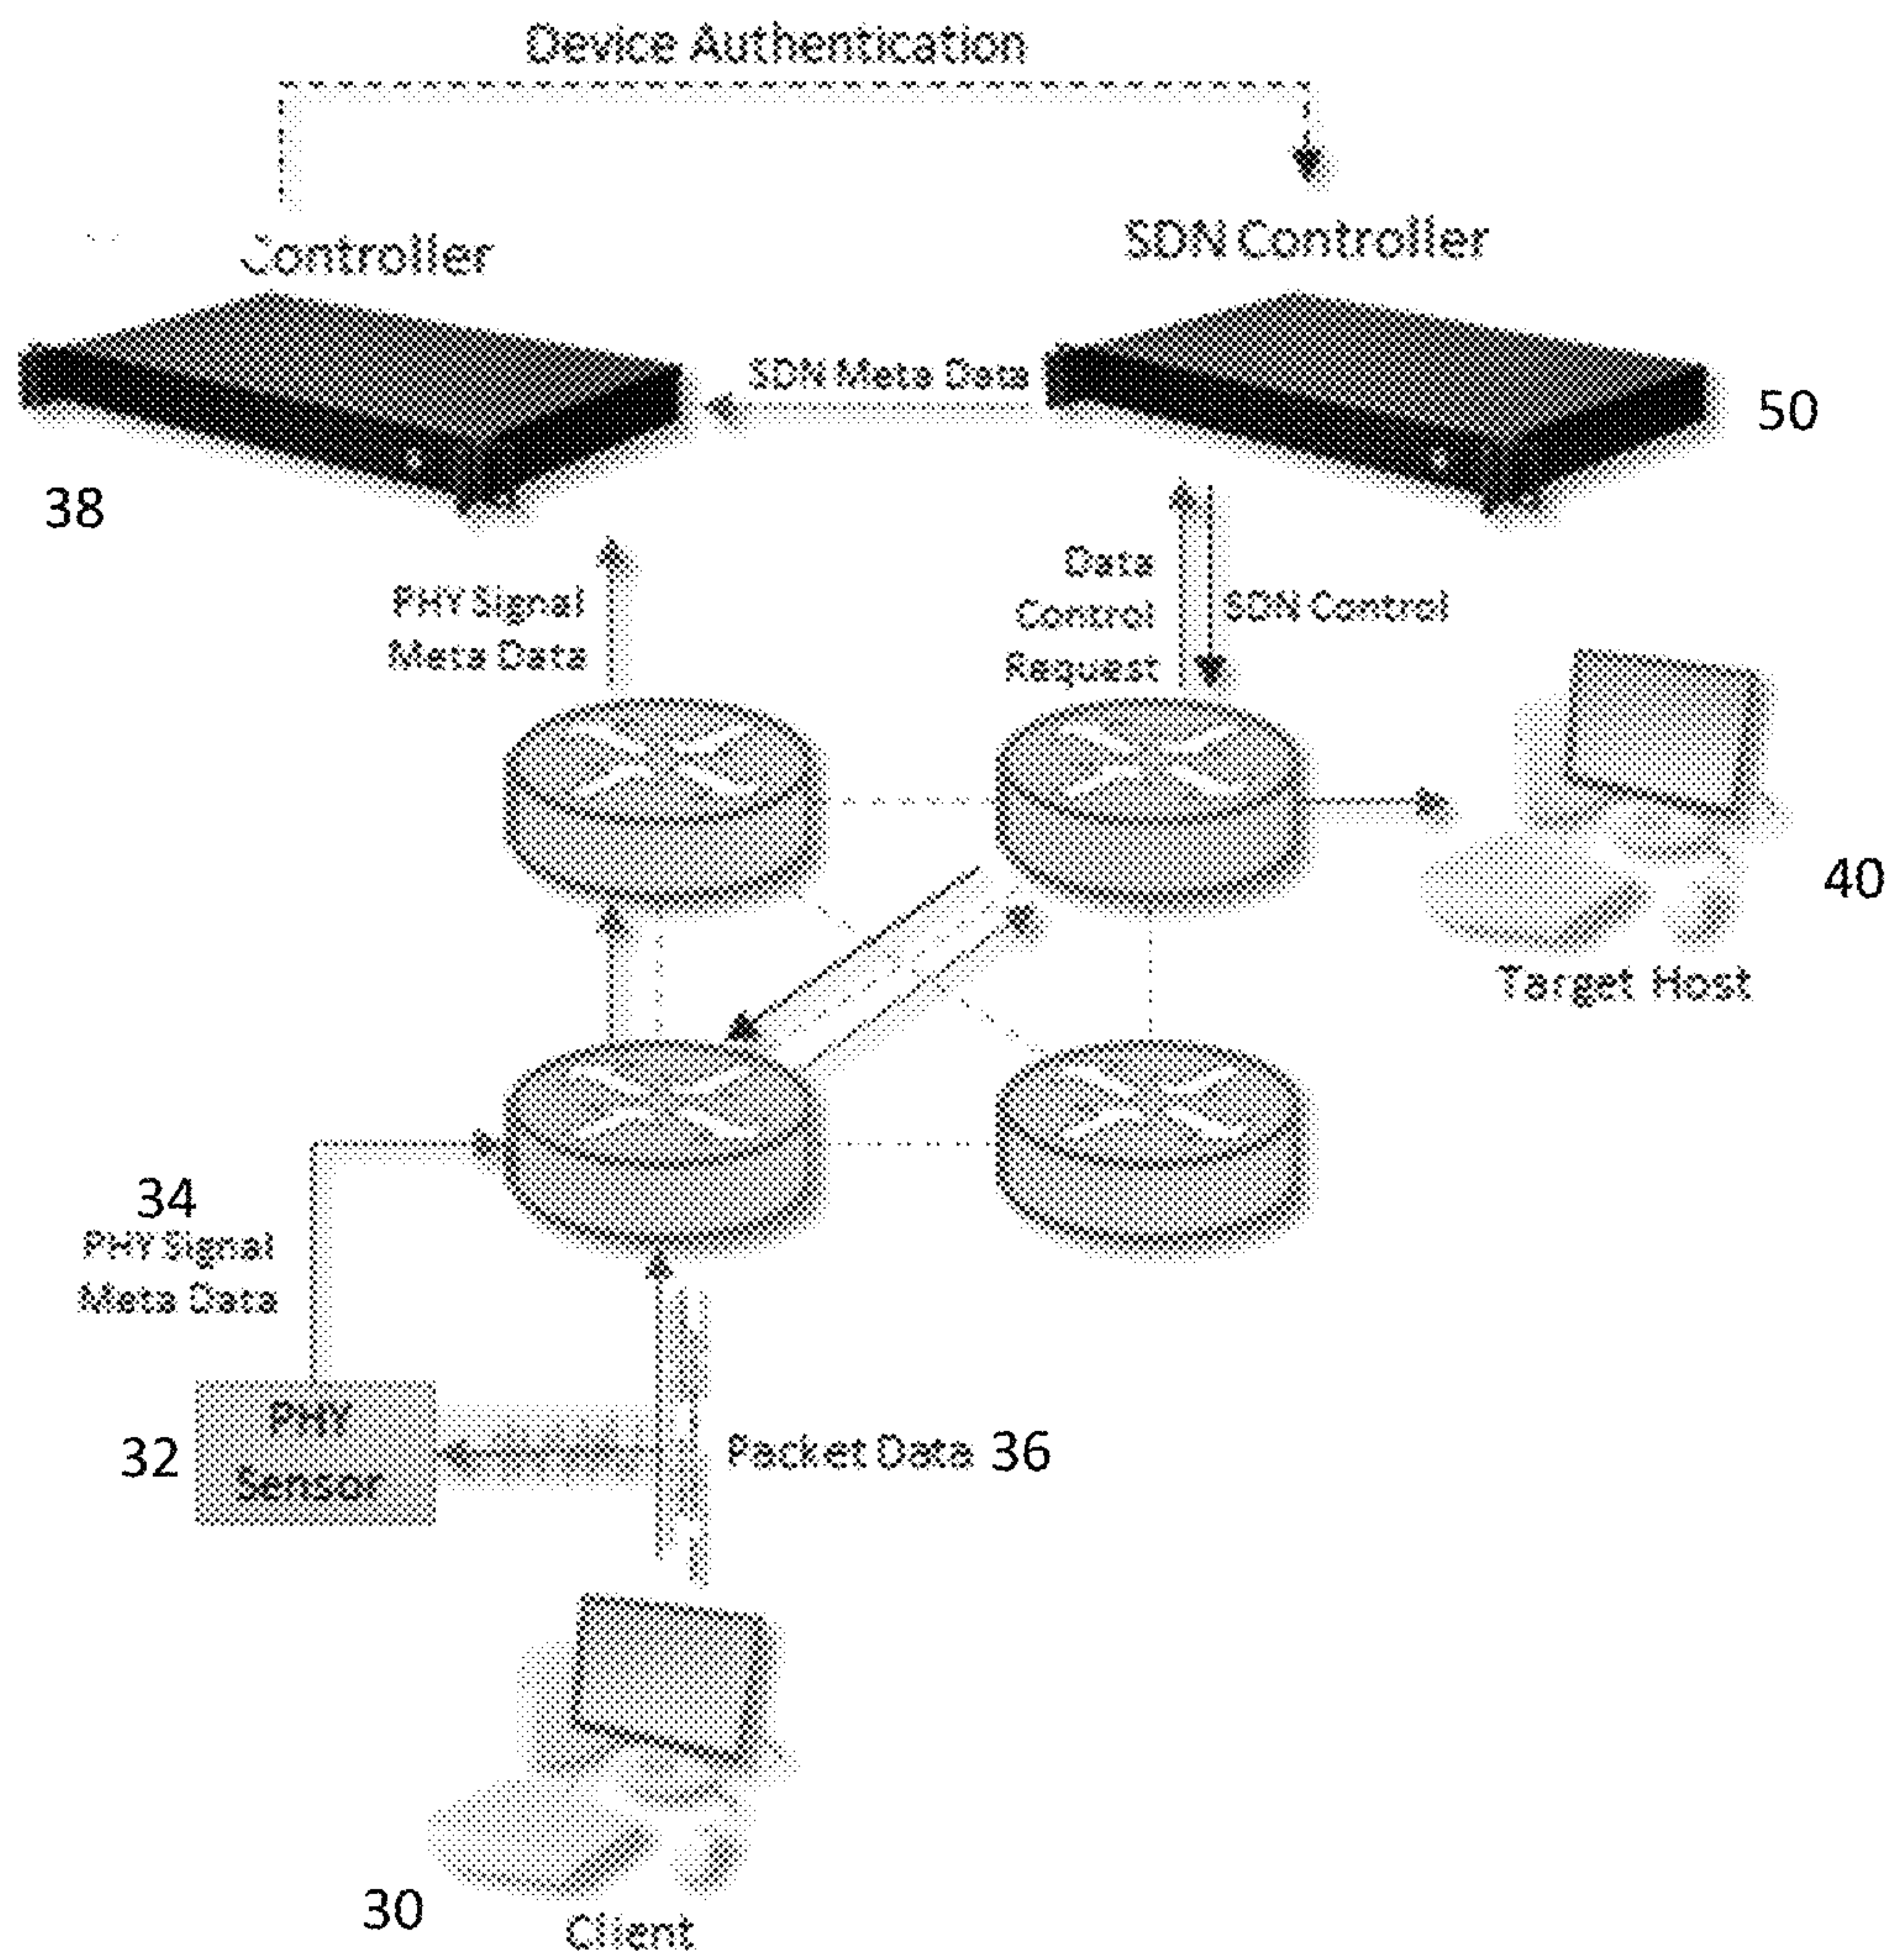 Device Authentication
Controller
SDN Controller
SDN Meta Data
50
38
PHY Signal
Meta Data
Data
Control
Request
SDN Control
40
Target Host
34
PHY Signal
Meta Data
PHY
Sensor
32
Packet Data 36
30
Client